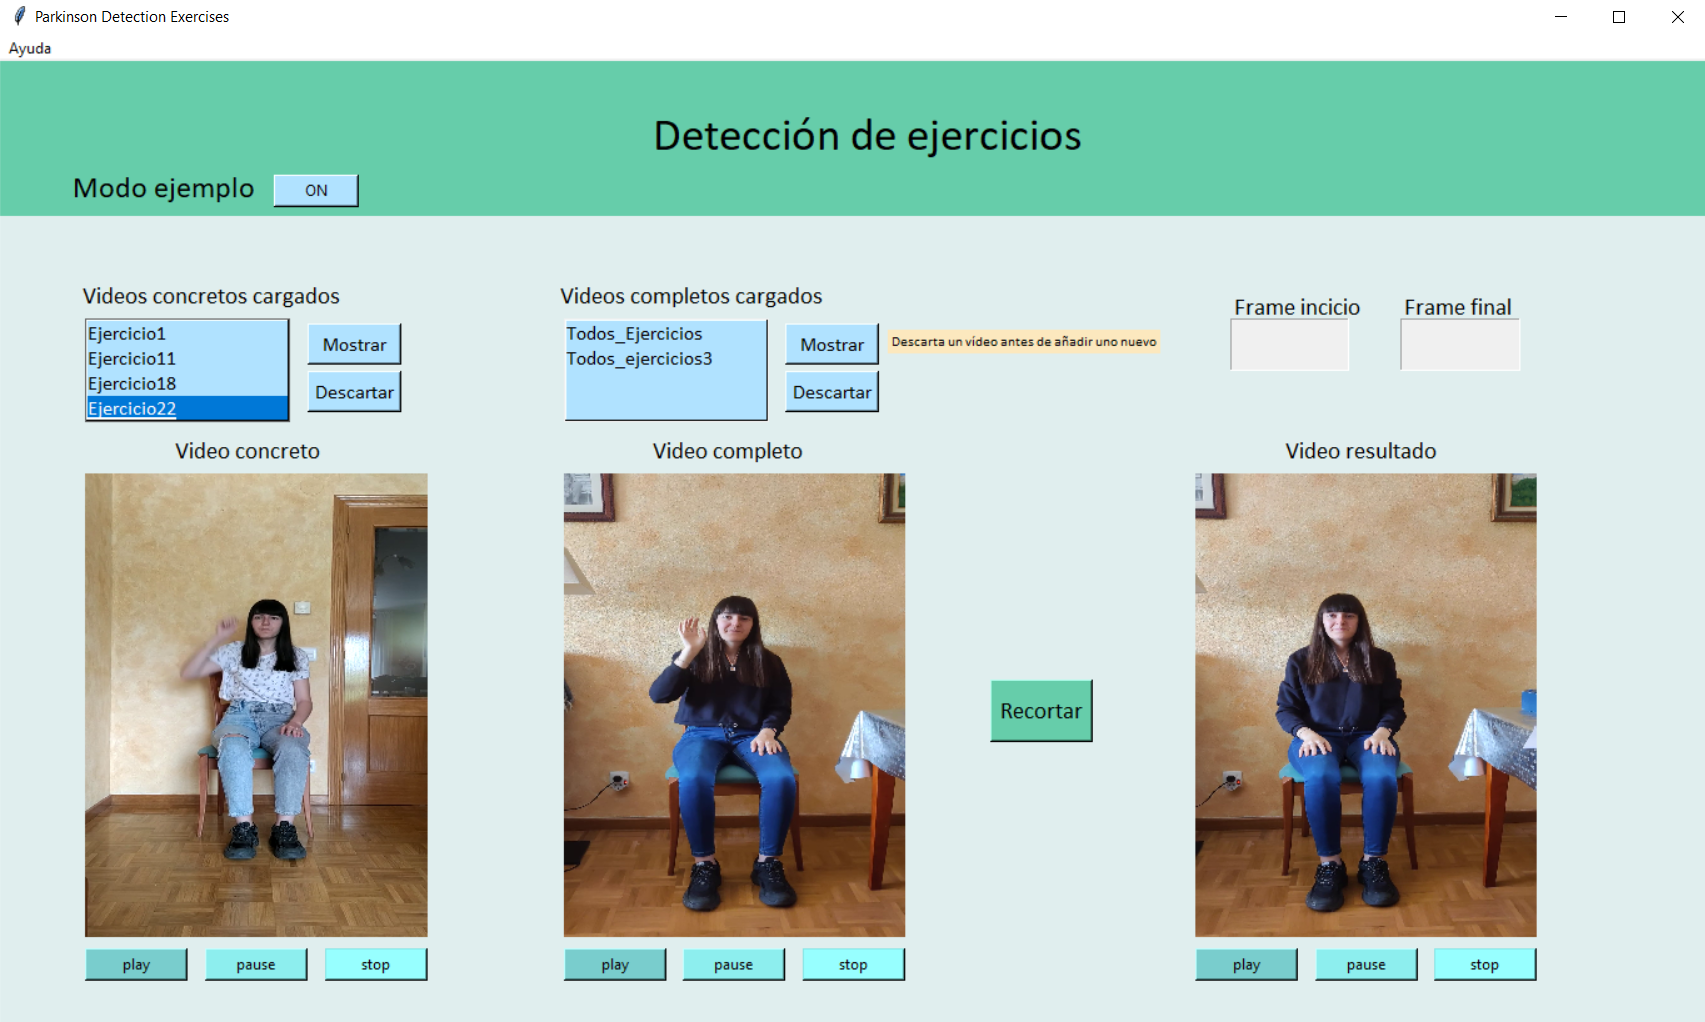 Parkinson Detection Exercises
Ayuda
Detección de ejercicios
Modo ejemplo ON
Videos concretos cargados
Ejercicio1
Ejercicio11
Ejercicio18
Ejercicio22
Mostrar
Descartar
Videos completos cargados
Todos_Ejercicios
Todos_ejercicios3
Mostrar
Descartar
Descarta un vídeo antes de añadir uno nuevo
Frame incicio
Frame final
Video concreto
Video completo
Video resultado
Recortar
play pause stop
play pause stop
play pause stop